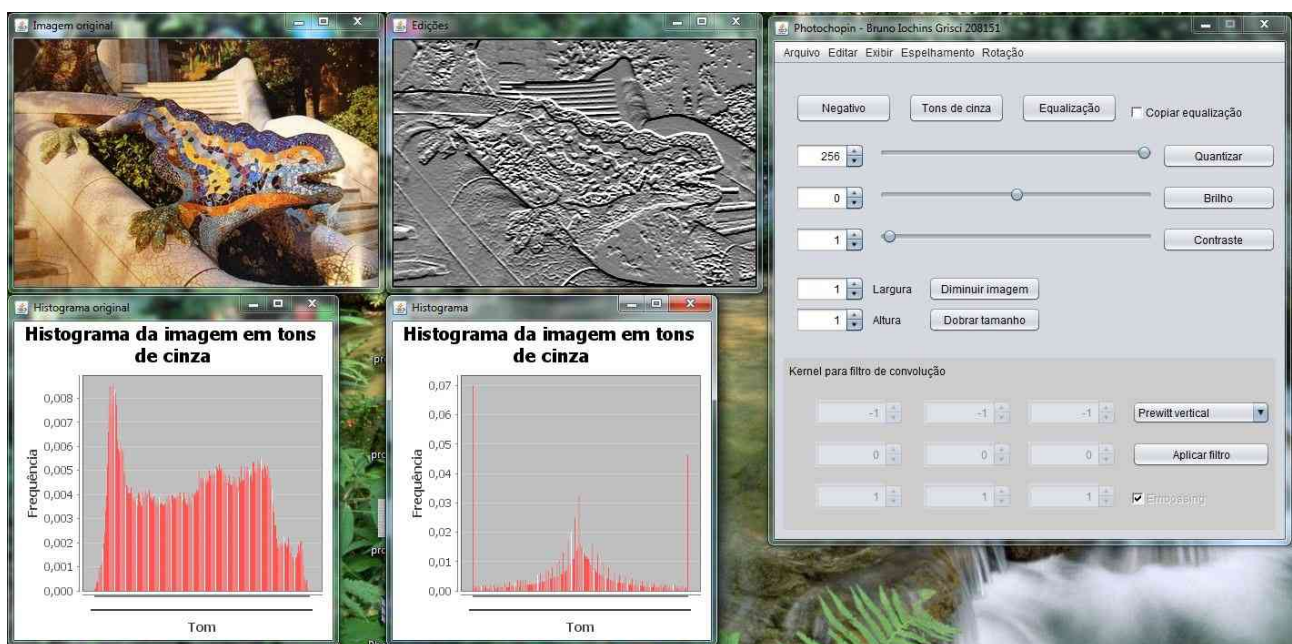 Imagem original
Edições
Photochopin - Bruno Iochins Grisci 208151
Arquivo Editar Exibir Espelhamento Rotação
Negativo
Tons de cinza
Equalização
Copiar equalização
256
Quantizar
0
Brilho
1
Contraste
1
Largura
Diminuir imagem
1
Altura
Dobrar tamanho
Kernel para filtro de convolução
-1 -1 -1
Prewitt vertical
0 0 0
Aplicar filtro
1 1 1
Embossing
Histograma original
Histograma da imagem em tons
de cinza
Frequência
0,008
0,007
0,006
0,005
0,004
0,003
0,002
0,001
0,000
Tom
Histograma
Histograma da imagem em tons
de cinza
Frequência
0,07
0,06
0,05
0,04
0,03
0,02
0,01
0,00
Tom